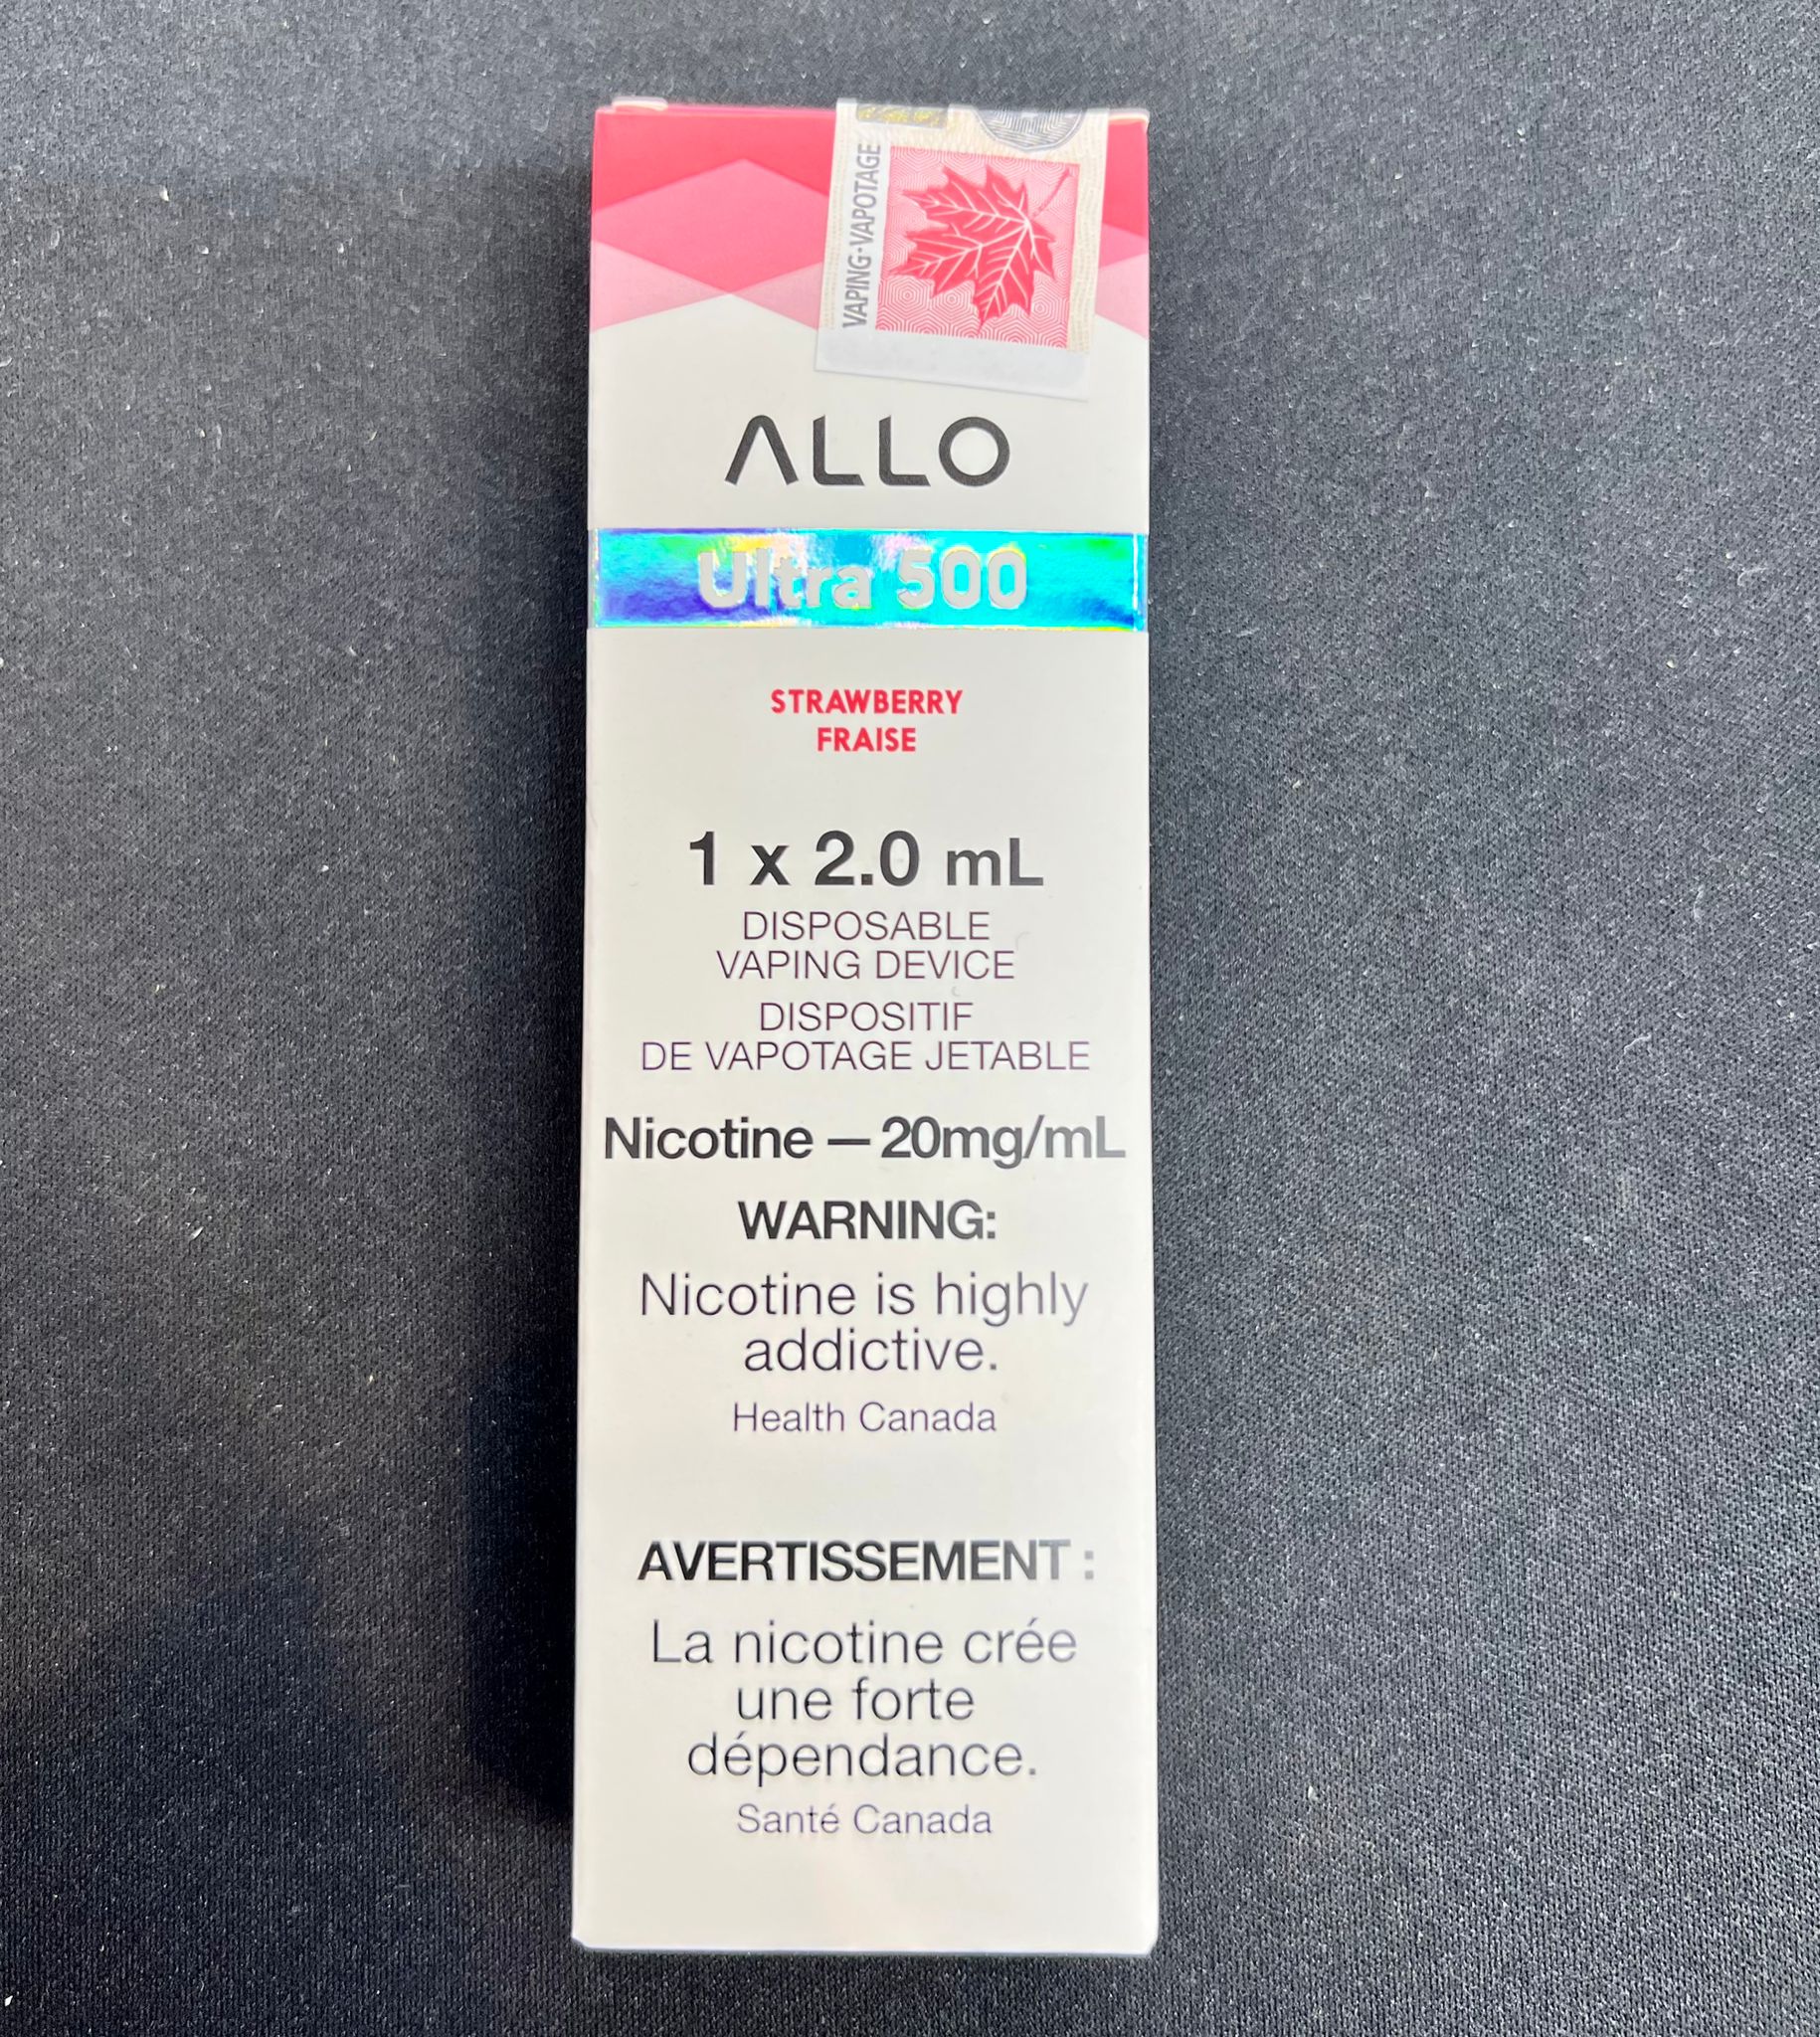 VAPING·VAPOTAGE
ALLO
Ultra 500
STRAWBERRY
FRAISE
1 x 2.0 mL
DISPOSABLE
VAPING DEVICE
DISPOSITIF
DE VAPOTAGE JETABLE
Nicotine — 20mg/mL
WARNING:
Nicotine is highly
addictive.
Health Canada
AVERTISSEMENT :
La nicotine crée
une forte
dépendance.
Santé Canada